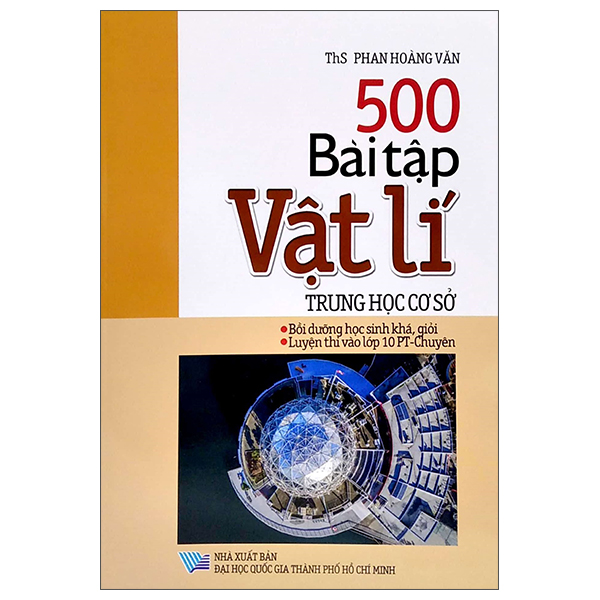 ThS PHAN HOÀNG VĂN
500
Bài tập
Vật lí
TRUNG HỌC CƠ SỞ
Bồi dưỡng học sinh khá, giỏi
Luyện thi vào lớp 10 PT-Chuyên
NHÀ XUẤT BẢN
ĐẠI HỌC QUỐC GIA THÀNH PHỐ HỒ CHÍ MINH